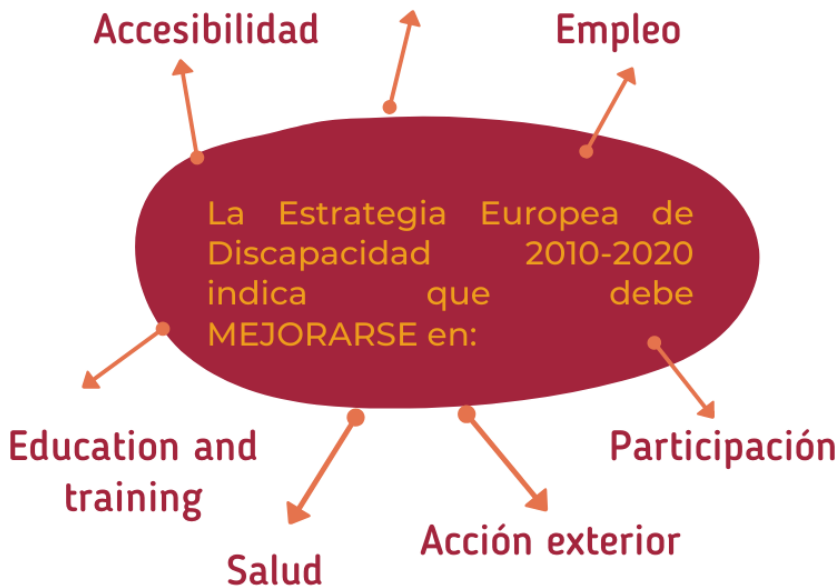 Accesibilidad
Empleo
La Estrategia Europea de
Discapacidad 2010-2020
indica que debe
MEJORARSE en:
Education and
training
Participación
Salud
Acción exterior